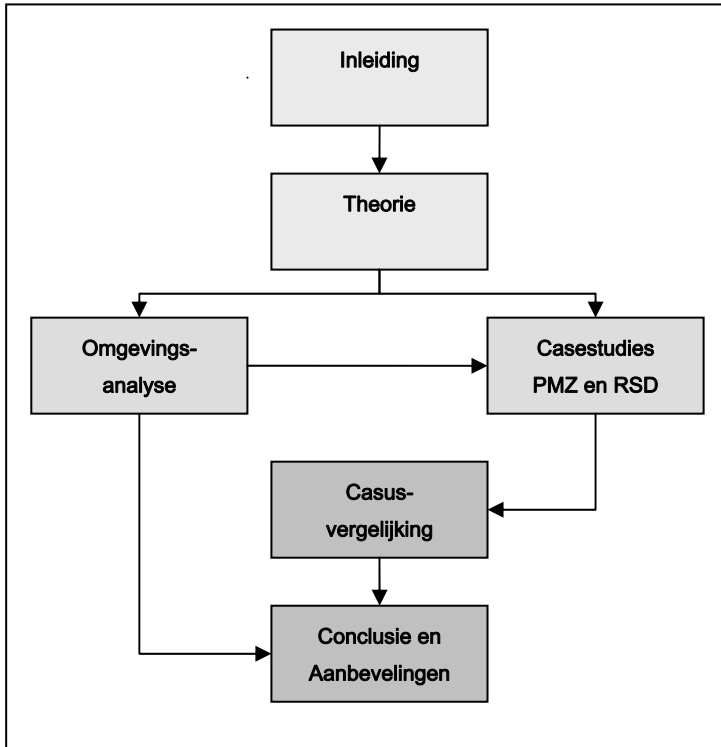 Inleiding
Theorie
Omgevings-
analyse
Casestudies
PMZ en RSD
Casus-
vergelijking
Conclusie en
Aanbevelingen